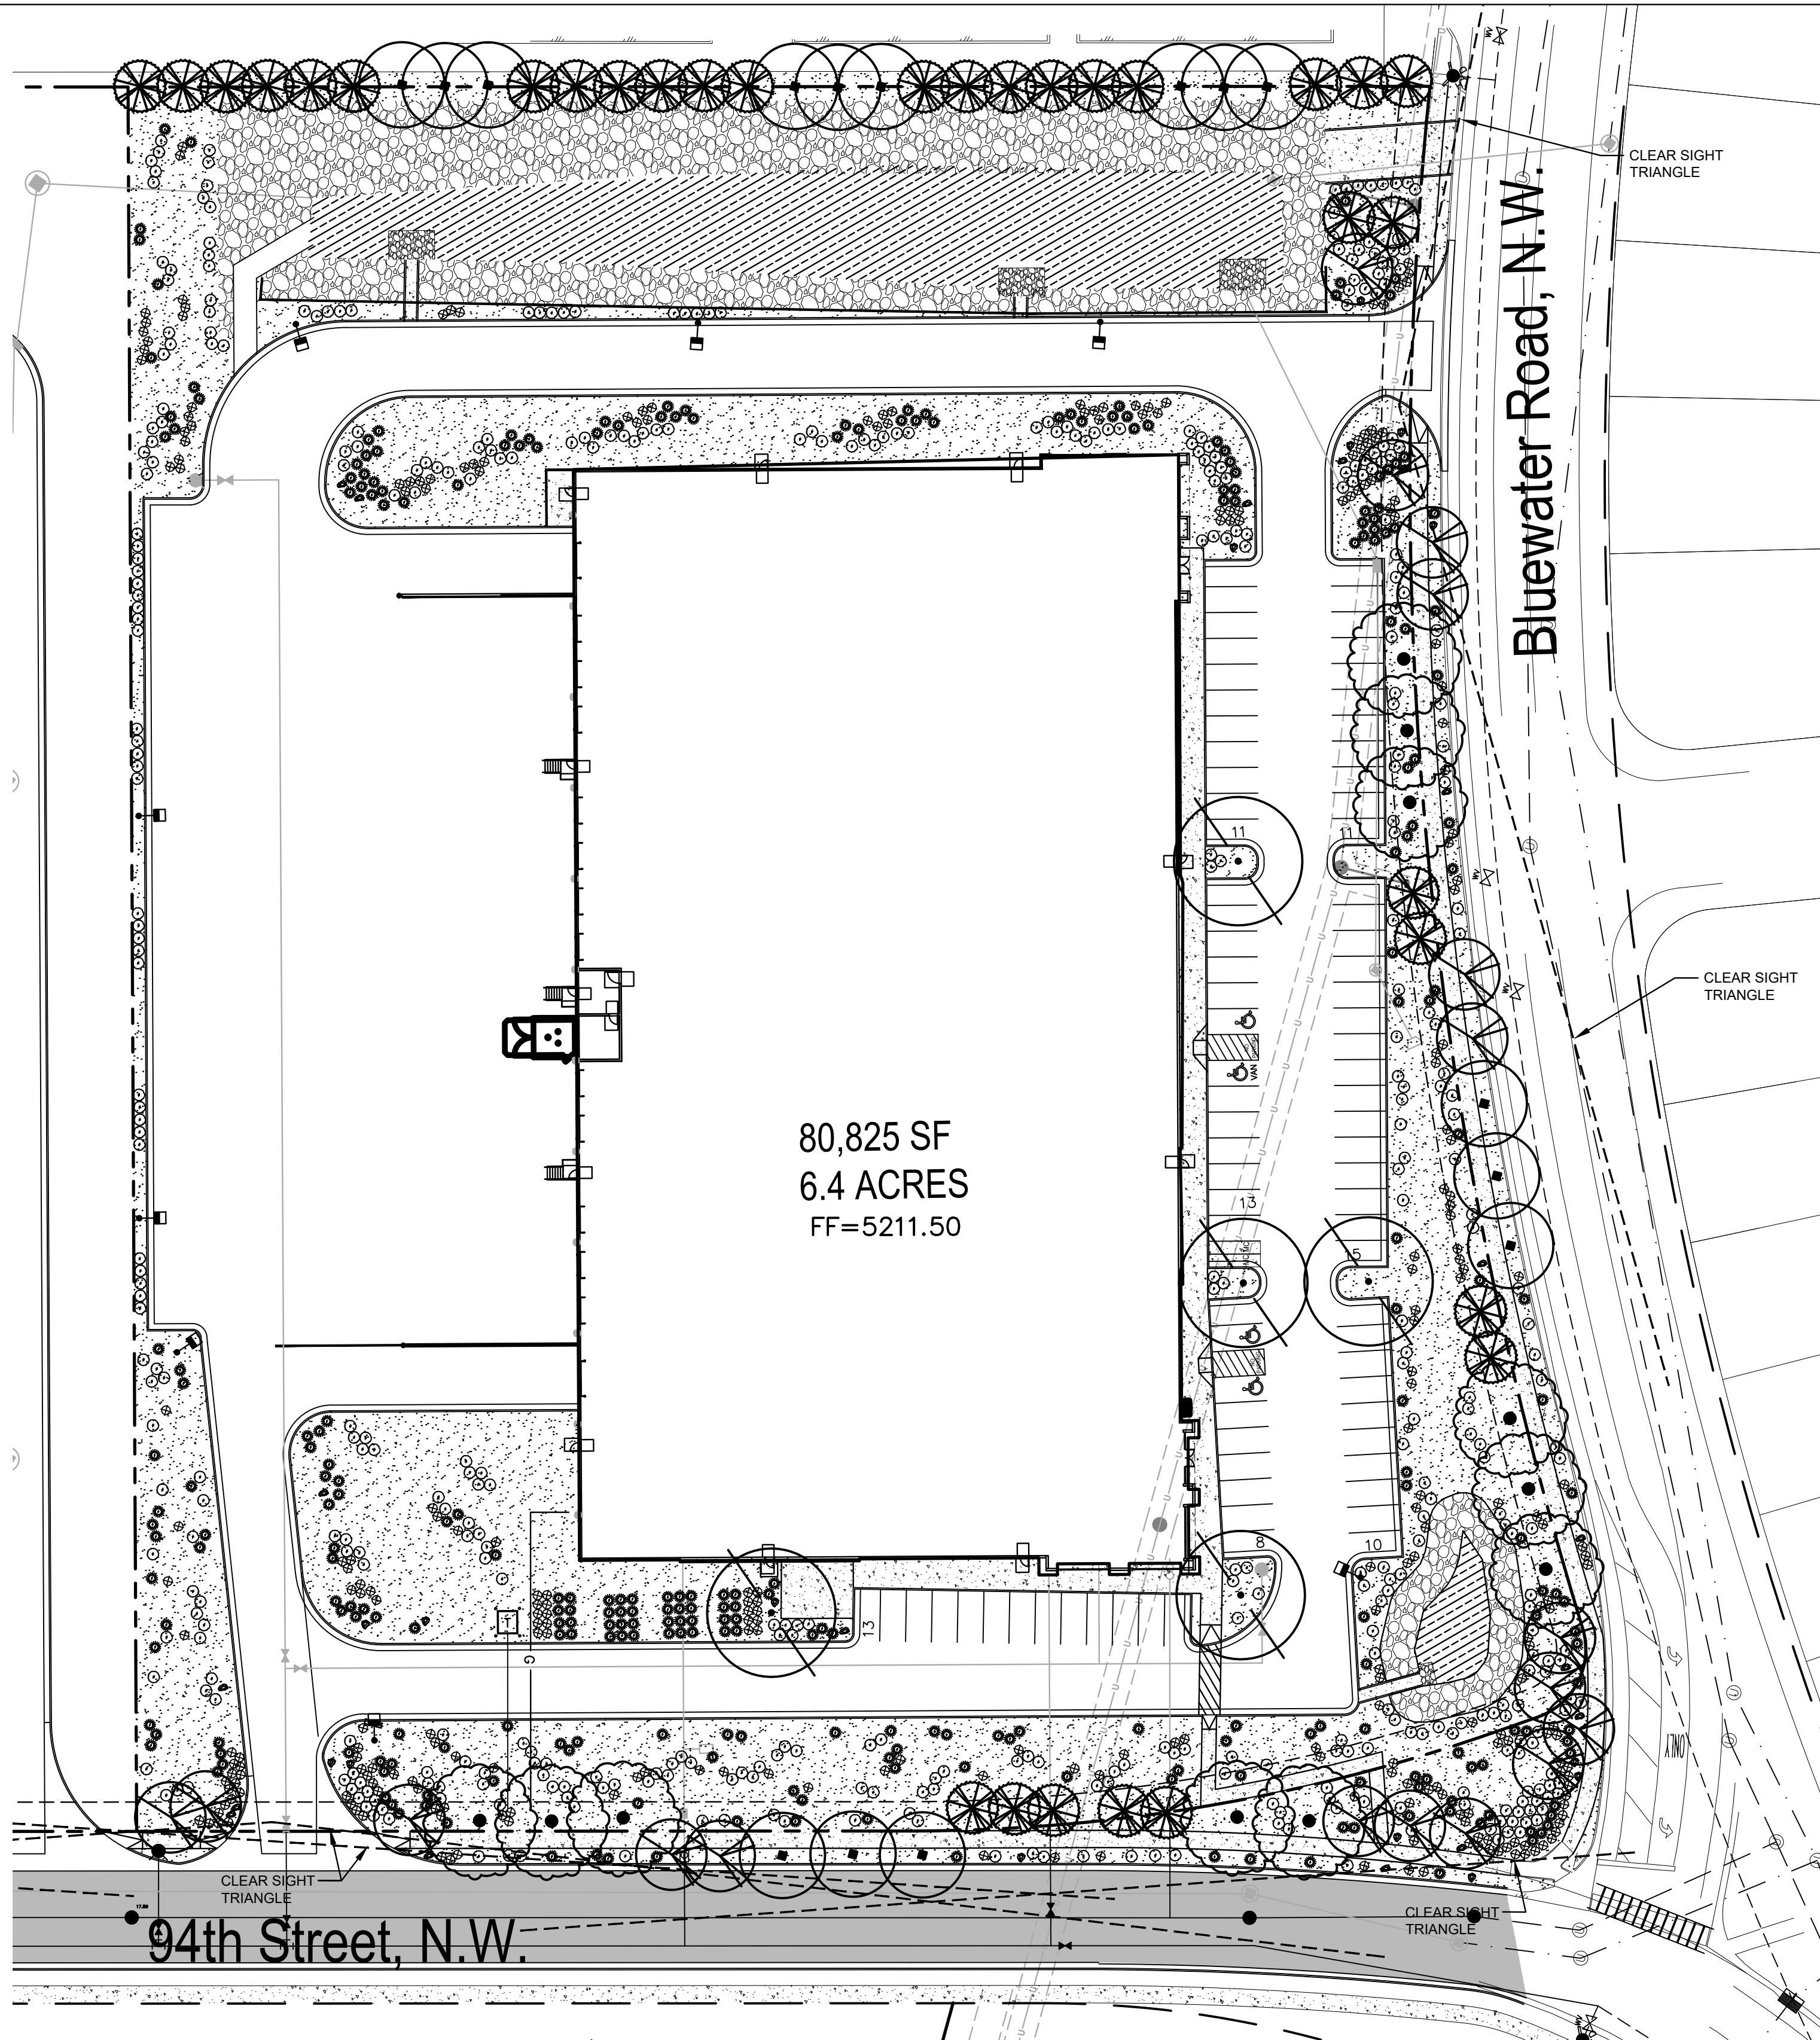 CLEAR SIGHT
TRIANGLE
Bluewater Road, N.W.
11
11
CLEAR SIGHT
TRIANGLE
VAN
80,825 SF
6.4 ACRES
FF=5211.50
13
15
8
10
13
G
ONLY
CLEAR SIGHT
TRIANGLE
CLEAR SIGHT
TRIANGLE
94th Street, N.W.